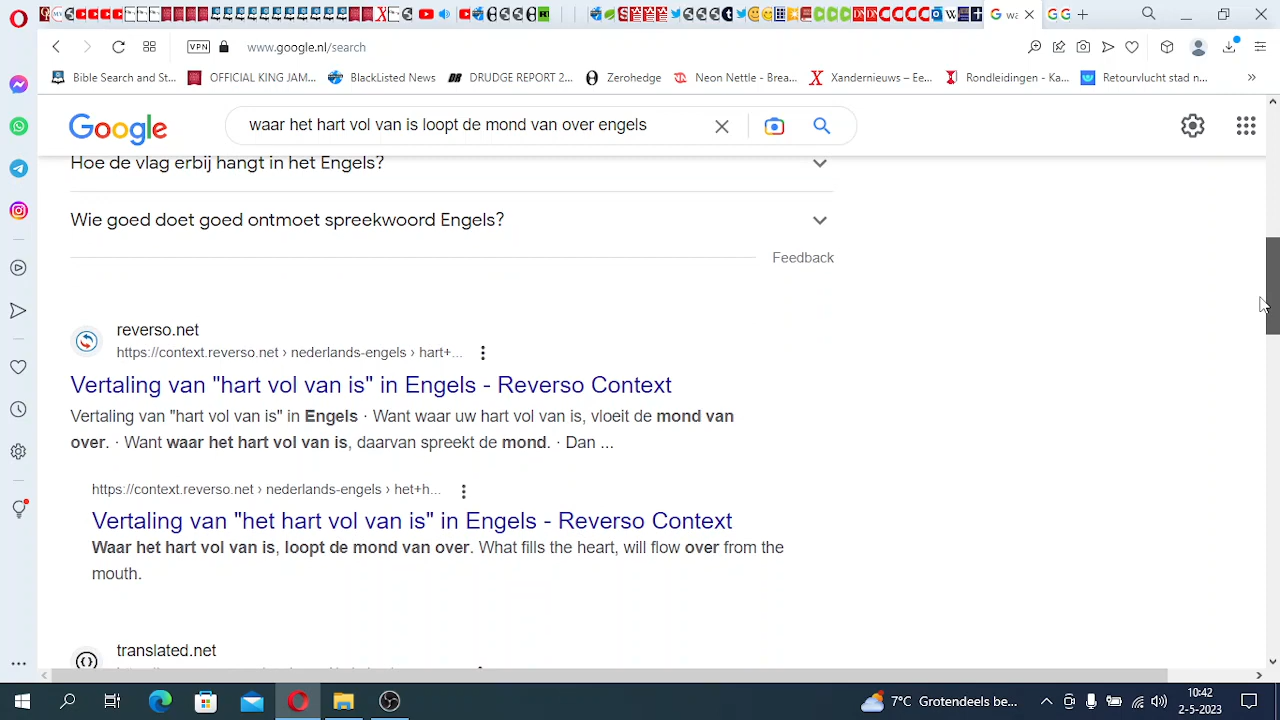 VPN
www.google.nl/search
Bible Search and St...
OFFICIAL KING JAM...
BlackListed News
DRUDGE REPORT 2...
Zerohedge
Neon Nettle - Brea...
Xandernieuws – Ee...
Rondleidingen - Ka...
Retourvlucht stad n...
»
Google
waar het hart vol van is loopt de mond van over engels
Hoe de vlag erbij hangt in het Engels?
Wie goed doet goed ontmoet spreekwoord Engels?
Feedback
reverso.net
https://context.reverso.net › nederlands-engels › hart+...
Vertaling van "hart vol van is" in Engels - Reverso Context
Vertaling van "hart vol van is" in Engels · Want waar uw hart vol van is, vloeit de mond van
over. · Want waar het hart vol van is, daarvan spreekt de mond. · Dan ...
https://context.reverso.net › nederlands-engels › het+h...
Vertaling van "het hart vol van is" in Engels - Reverso Context
Waar het hart vol van is, loopt de mond van over. What fills the heart, will flow over from the
mouth.
translated.net
7°C Grotendeels be...
10:42
2-5-2023